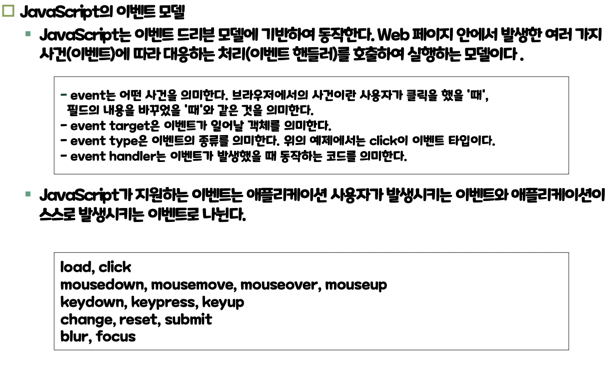 JavaScript의 이벤트 모델
JavaScript는 이벤트 드리븐 모델에 기반하여 동작한다. Web 페이지 안에서 발생한 여러 가지
사건(이벤트)에 따라 대응하는 처리(이벤트 핸들러)를 호출하여 실행하는 모델이다.
- event는 어떤 사건을 의미한다. 브라우저에서의 사건이란 사용자가 클릭을 했을 '때',
필드의 내용을 바꾸었을 '때'와 같은 것을 의미한다.
- event target은 이벤트가 일어날 객체를 의미한다.
- event type은 이벤트의 종류를 의미한다. 위의 예제에서는 click이 이벤트 타입이다.
- event handler는 이벤트가 발생했을 때 동작하는 코드를 의미한다.
JavaScript가 지원하는 이벤트는 애플리케이션 사용자가 발생시키는 이벤트와 애플리케이션이
스스로 발생시키는 이벤트로 나뉜다.
load, click
mousedown, mousemove, mouseover, mouseup
keydown, keypress, keyup
change, reset, submit
blur, focus